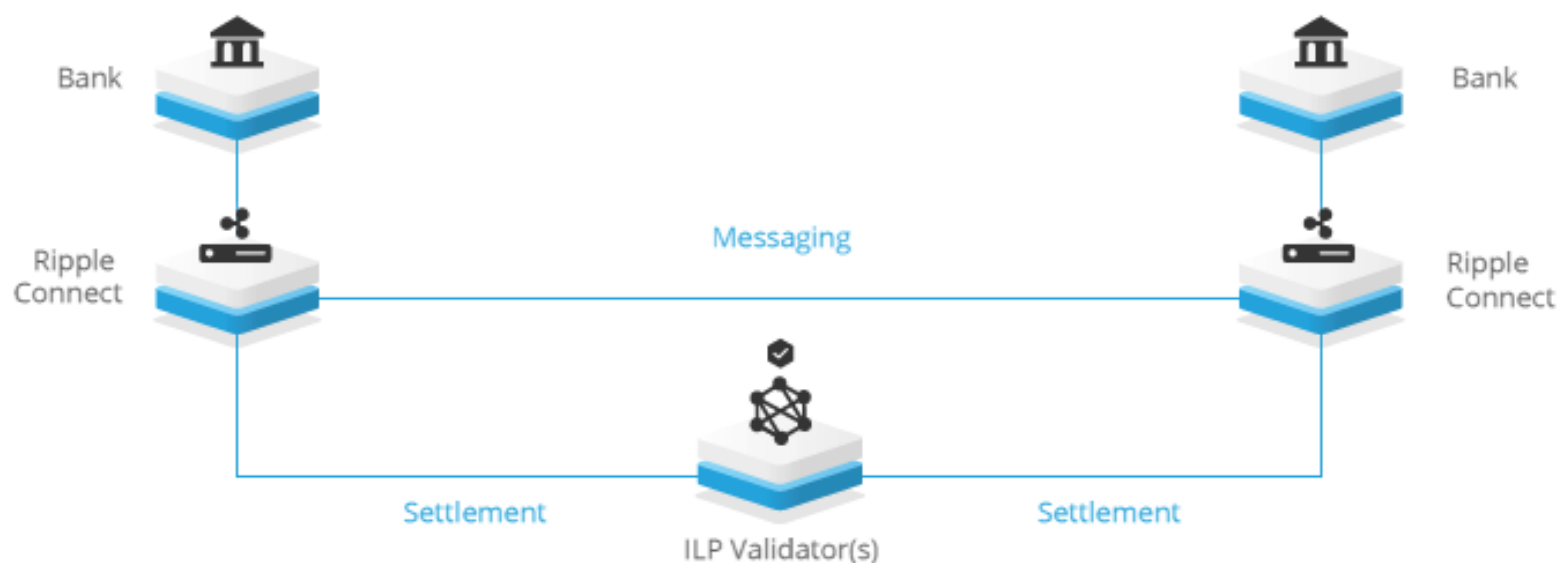 Bank
Bank
Messaging
Ripple
Connect
Ripple
Connect
Settlement
Settlement
ILP Validator(s)